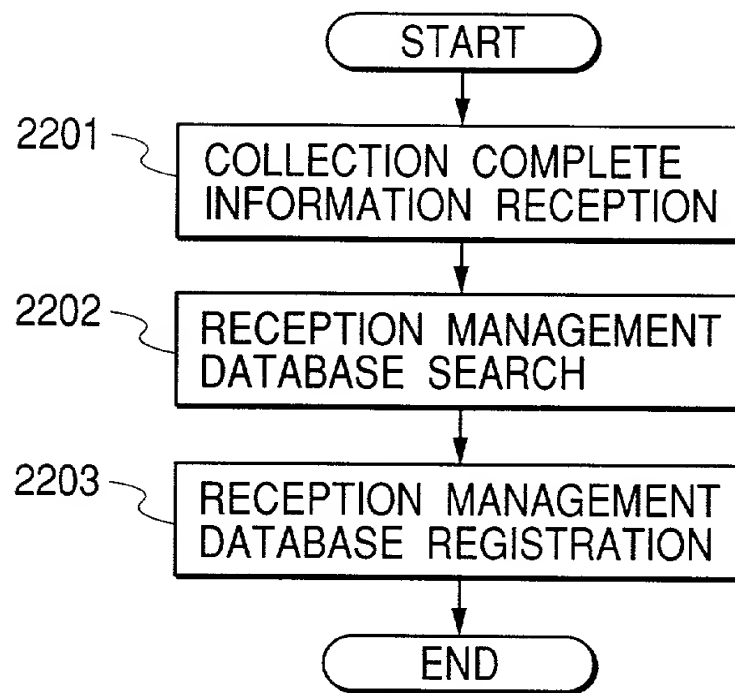 START
2201
COLLECTION COMPLETE
INFORMATION RECEPTION
2202
RECEPTION MANAGEMENT
DATABASE SEARCH
2203
RECEPTION MANAGEMENT
DATABASE REGISTRATION
END